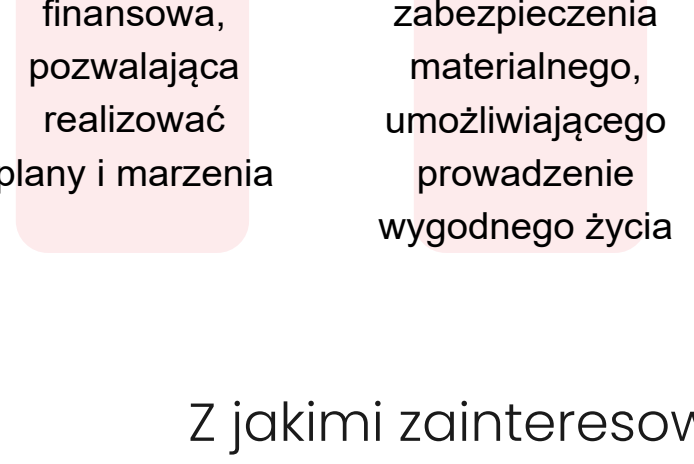 finansowa,
pozwalająca
realizować
plany i marzenia
zabezpieczenia
materialnego,
umożliwiającego
prowadzenie
wygodnego życia
Z jakimi